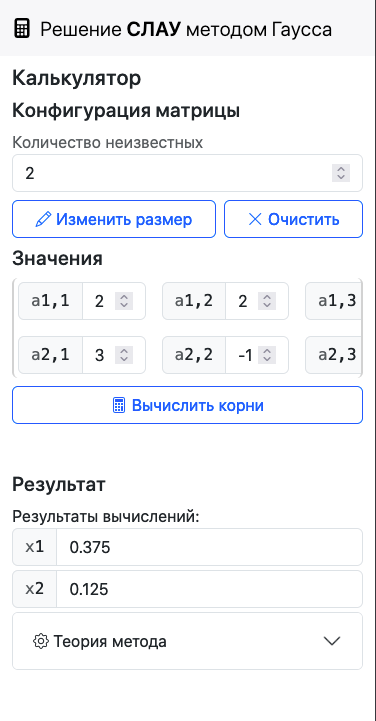 Решение СЛАУ методом Гаусса
Калькулятор
Конфигурация матрицы
Количество неизвестных
2
Изменить размер Очистить
Значения
a1,1 2 a1,2 2 a1,3
a2,1 3 a2,2 -1 a2,3
Вычислить корни
Результат
Результаты вычислений:
x1 0.375
x2 0.125
Теория метода